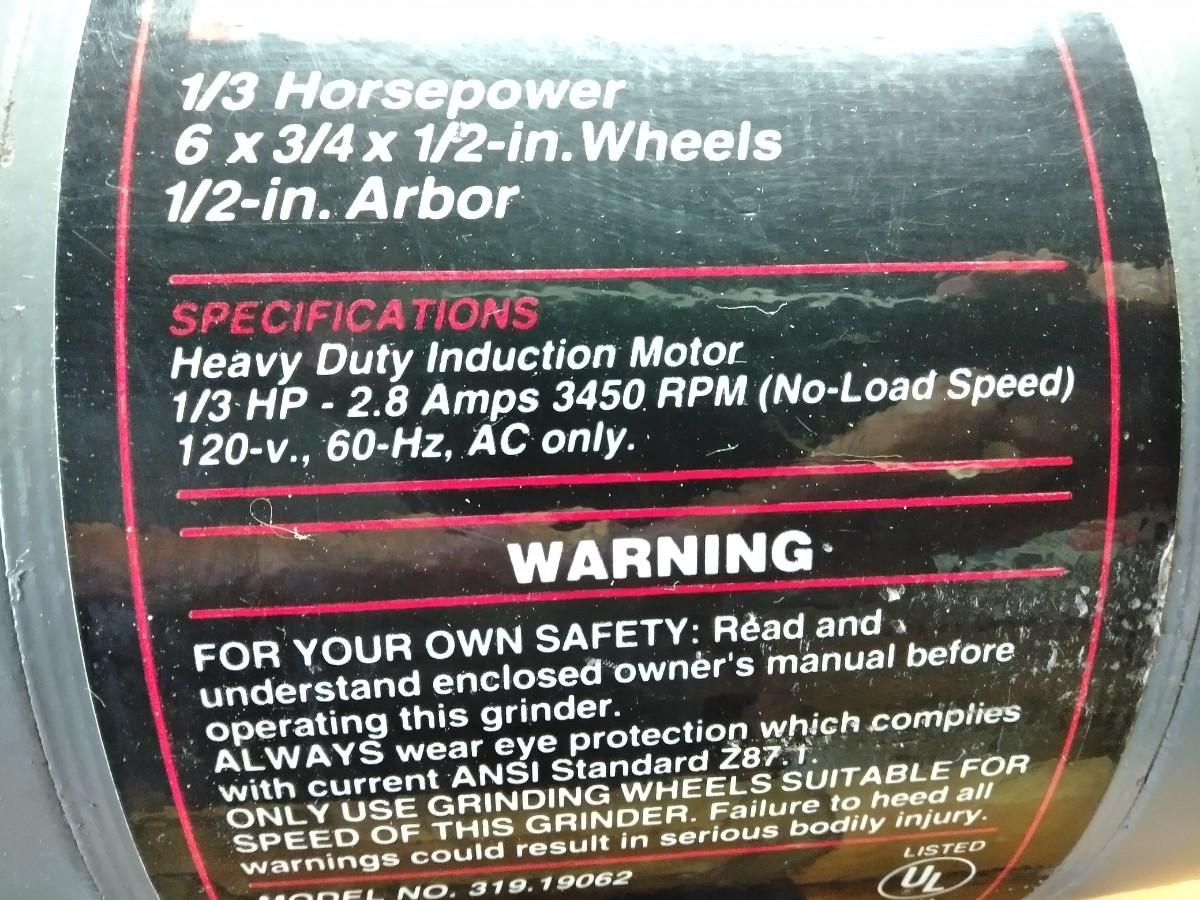 1/3 Horsepower
6 x 3/4 x 1/2-in. Wheels
1/2-in. Arbor
SPECIFICATIONS
Heavy Duty Induction Motor
1/3 HP - 2.8 Amps 3450 RPM (No-Load Speed)
120-v., 60-Hz, AC only.
WARNING
FOR YOUR OWN SAFETY: Read and
understand enclosed owner's manual before
operating this grinder.
ALWAYS wear eye protection which complies
with current ANSI Standard Z87.1.
ONLY USE GRINDING WHEELS SUITABLE FOR
SPEED OF THIS GRINDER. Failure to heed all
warnings could result in serious bodily injury.
LISTED
UL
MODEL NO. 319.19062